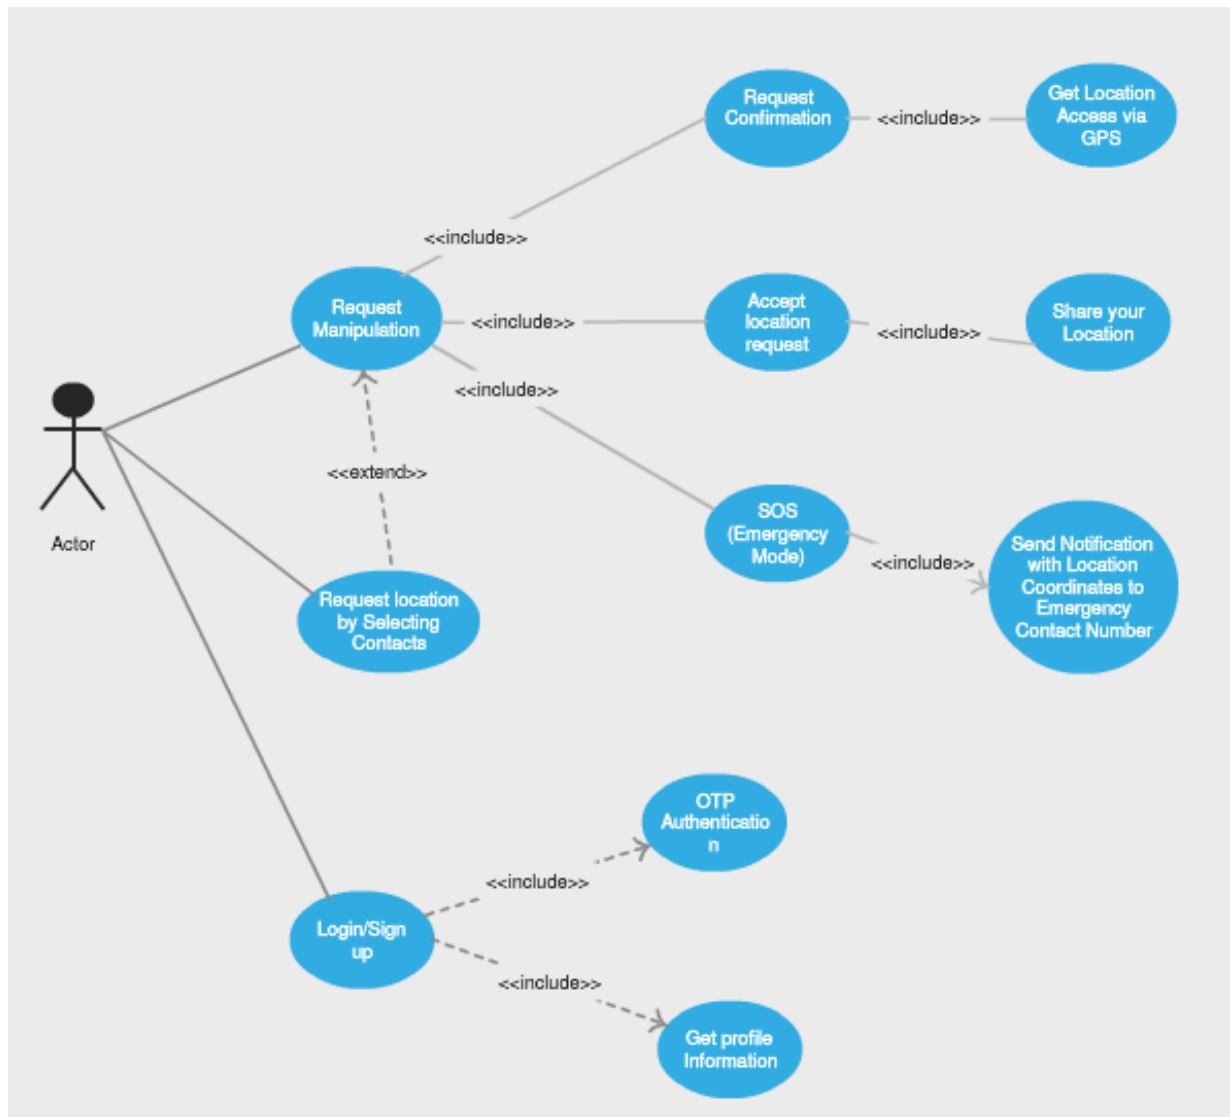 Request
Confirmation
<<include>>
Get Location
Access via
GPS
<<include>>
Request
Manipulation
<<include>>
Accept
location
request
<<include>>
Share your
Location
<<include>>
<<extend>>
Actor
SOS
(Emergency
Mode)
<<include>>
Send Notification
with Location
Coordinates to
Emergency
Contact Number
Request location
by Selecting
Contacts
OTP
Authenticatio
n
<<include>>
Login/Sign
up
<<include>>
Get profile
Information